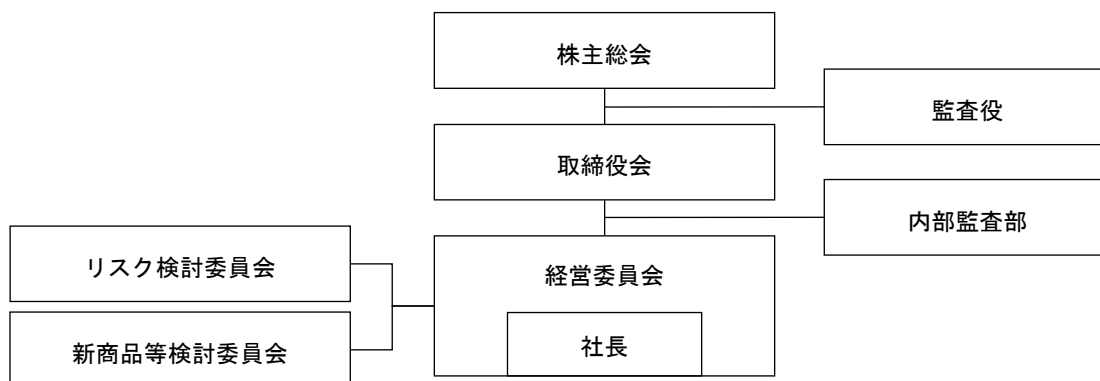 株主総会
監査役
取締役会
内部監査部
リスク検討委員会
経営委員会
新商品等検討委員会
社長